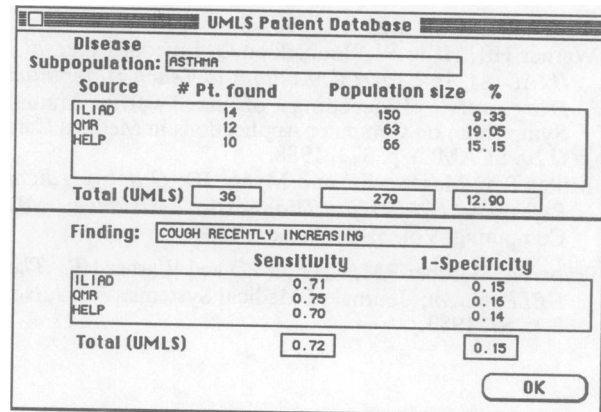 UMLS Patient Database
Disease
Subpopulation: ASTHMA
Source # Pt. found Population size %
ILIAD 14 150 9.33
QMR 12 63 19.05
HELP 10 66 15.15
Total (UMLS) 36 279 12.90
Finding: COUGH RECENTLY INCREASING
Sensitivity 1-Specificity
ILIAD 0.71 0.15
QMR 0.75 0.16
HELP 0.70 0.14
Total (UMLS) 0.72 0.15
OK